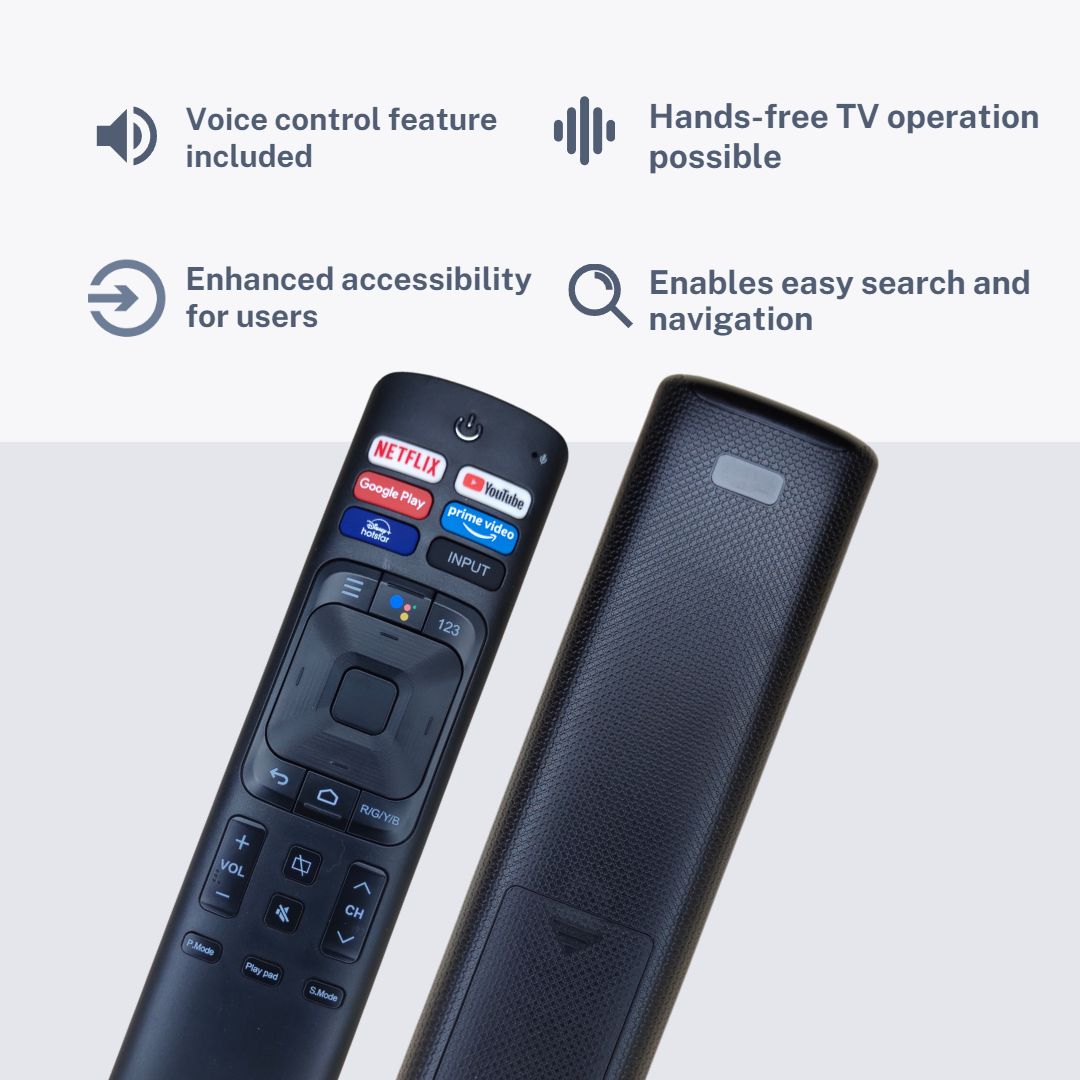 Voice control feature
included
Hands-free TV operation
possible
Enhanced accessibility
for users
Enables easy search and
navigation
NETFLIX
YouTube
Google Play
prime video
Disney+
hotstar
INPUT
123
R/G/Y/B
+
VOL
−
CH
P.Mode
Play pad
S.Mode